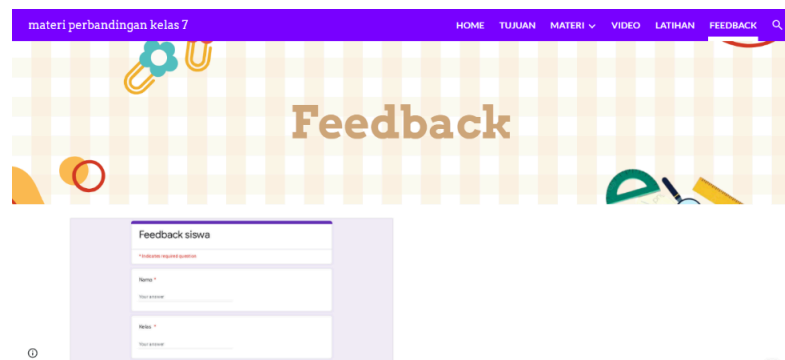 materi perbandingan kelas 7
HOME TUJUAN MATERI VIDEO LATIHAN FEEDBACK
Feedback
Feedback siswa
* Indicates required question
Name *
Your answer
Kelas *
Your answer